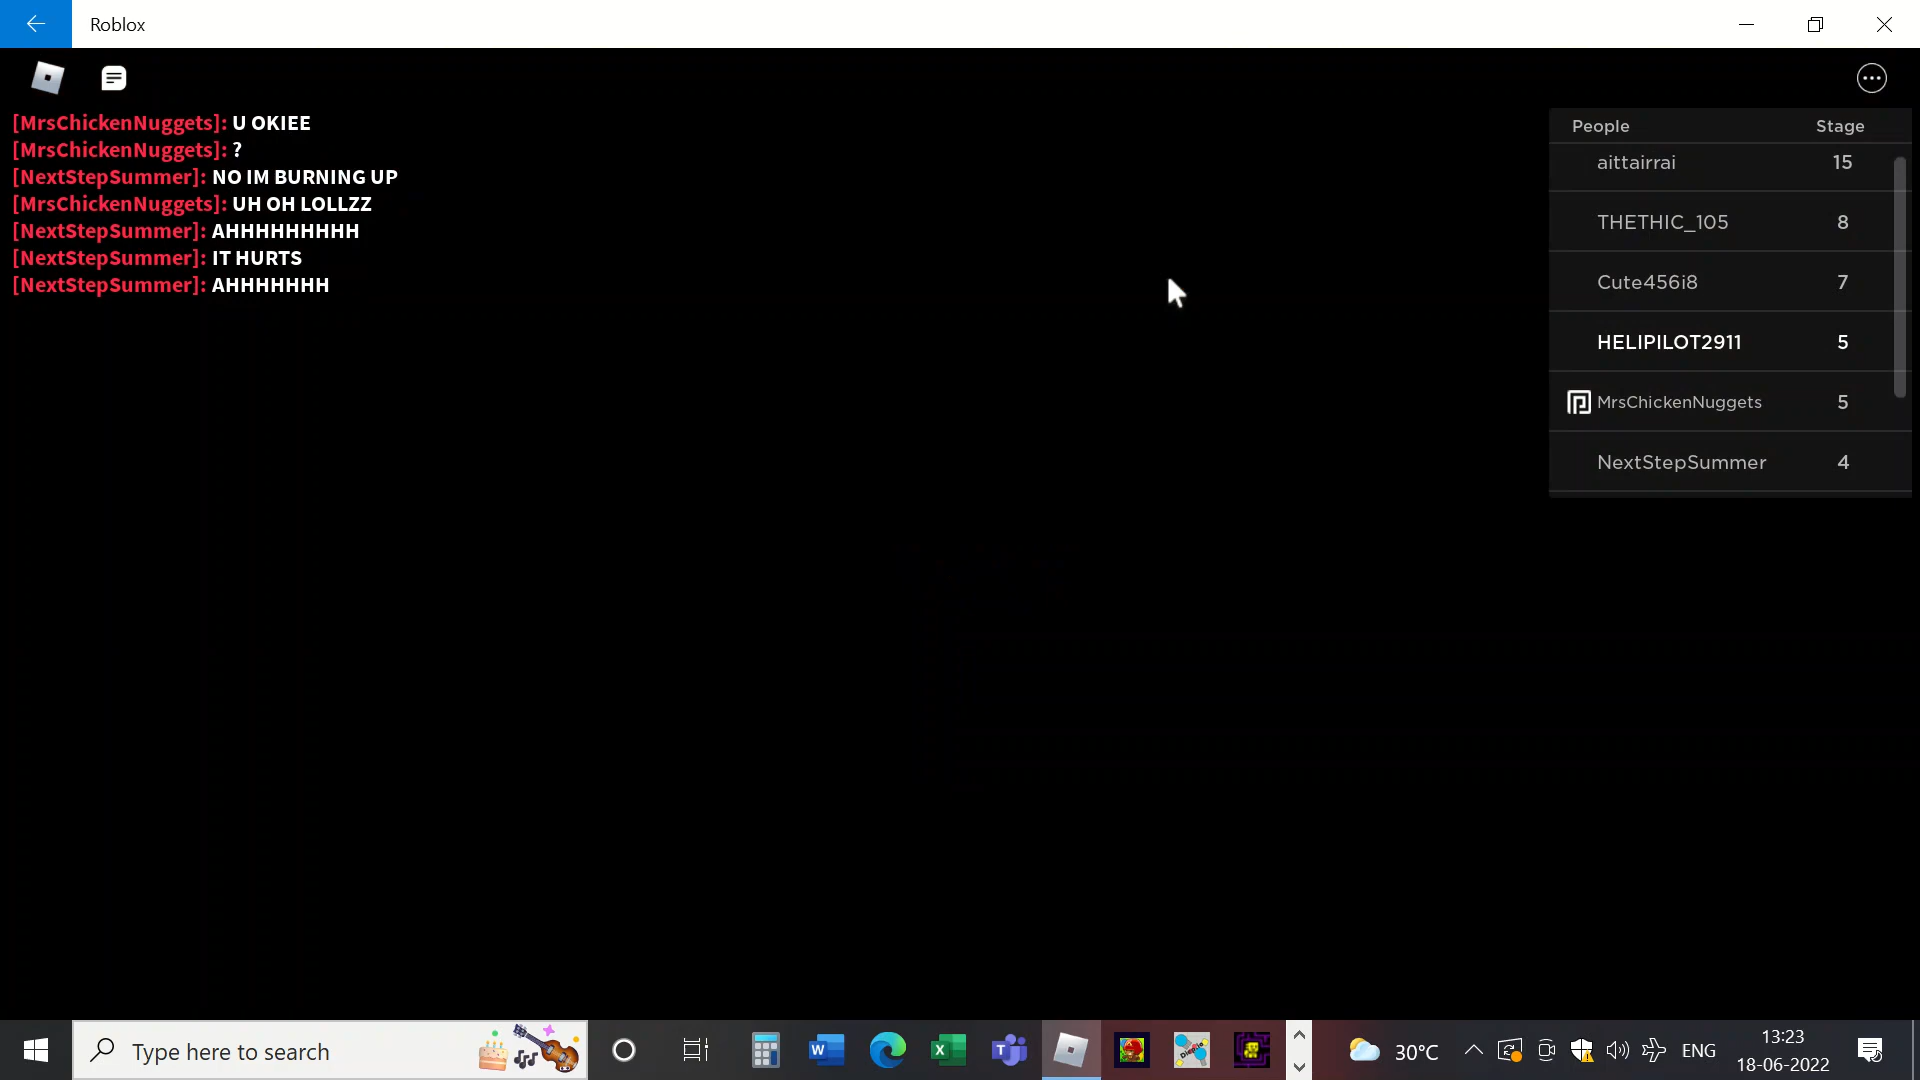 Roblox
[MrsChickenNuggets]: U OKIEE
[MrsChickenNuggets]: ?
[NextStepSummer]: NO IM BURNING UP
[MrsChickenNuggets]: UH OH LOLLZZ
[NextStepSummer]: AHHHHHHHHH
[NextStepSummer]: IT HURTS
[NextStepSummer]: AHHHHHHH
People Stage
aittairrai 15
THETHIC_105 8
Cute456i8 7
HELIPILOT2911 5
MrsChickenNuggets 5
NextStepSummer 4
Type here to search
30°C
ENG
13:23
18-06-2022